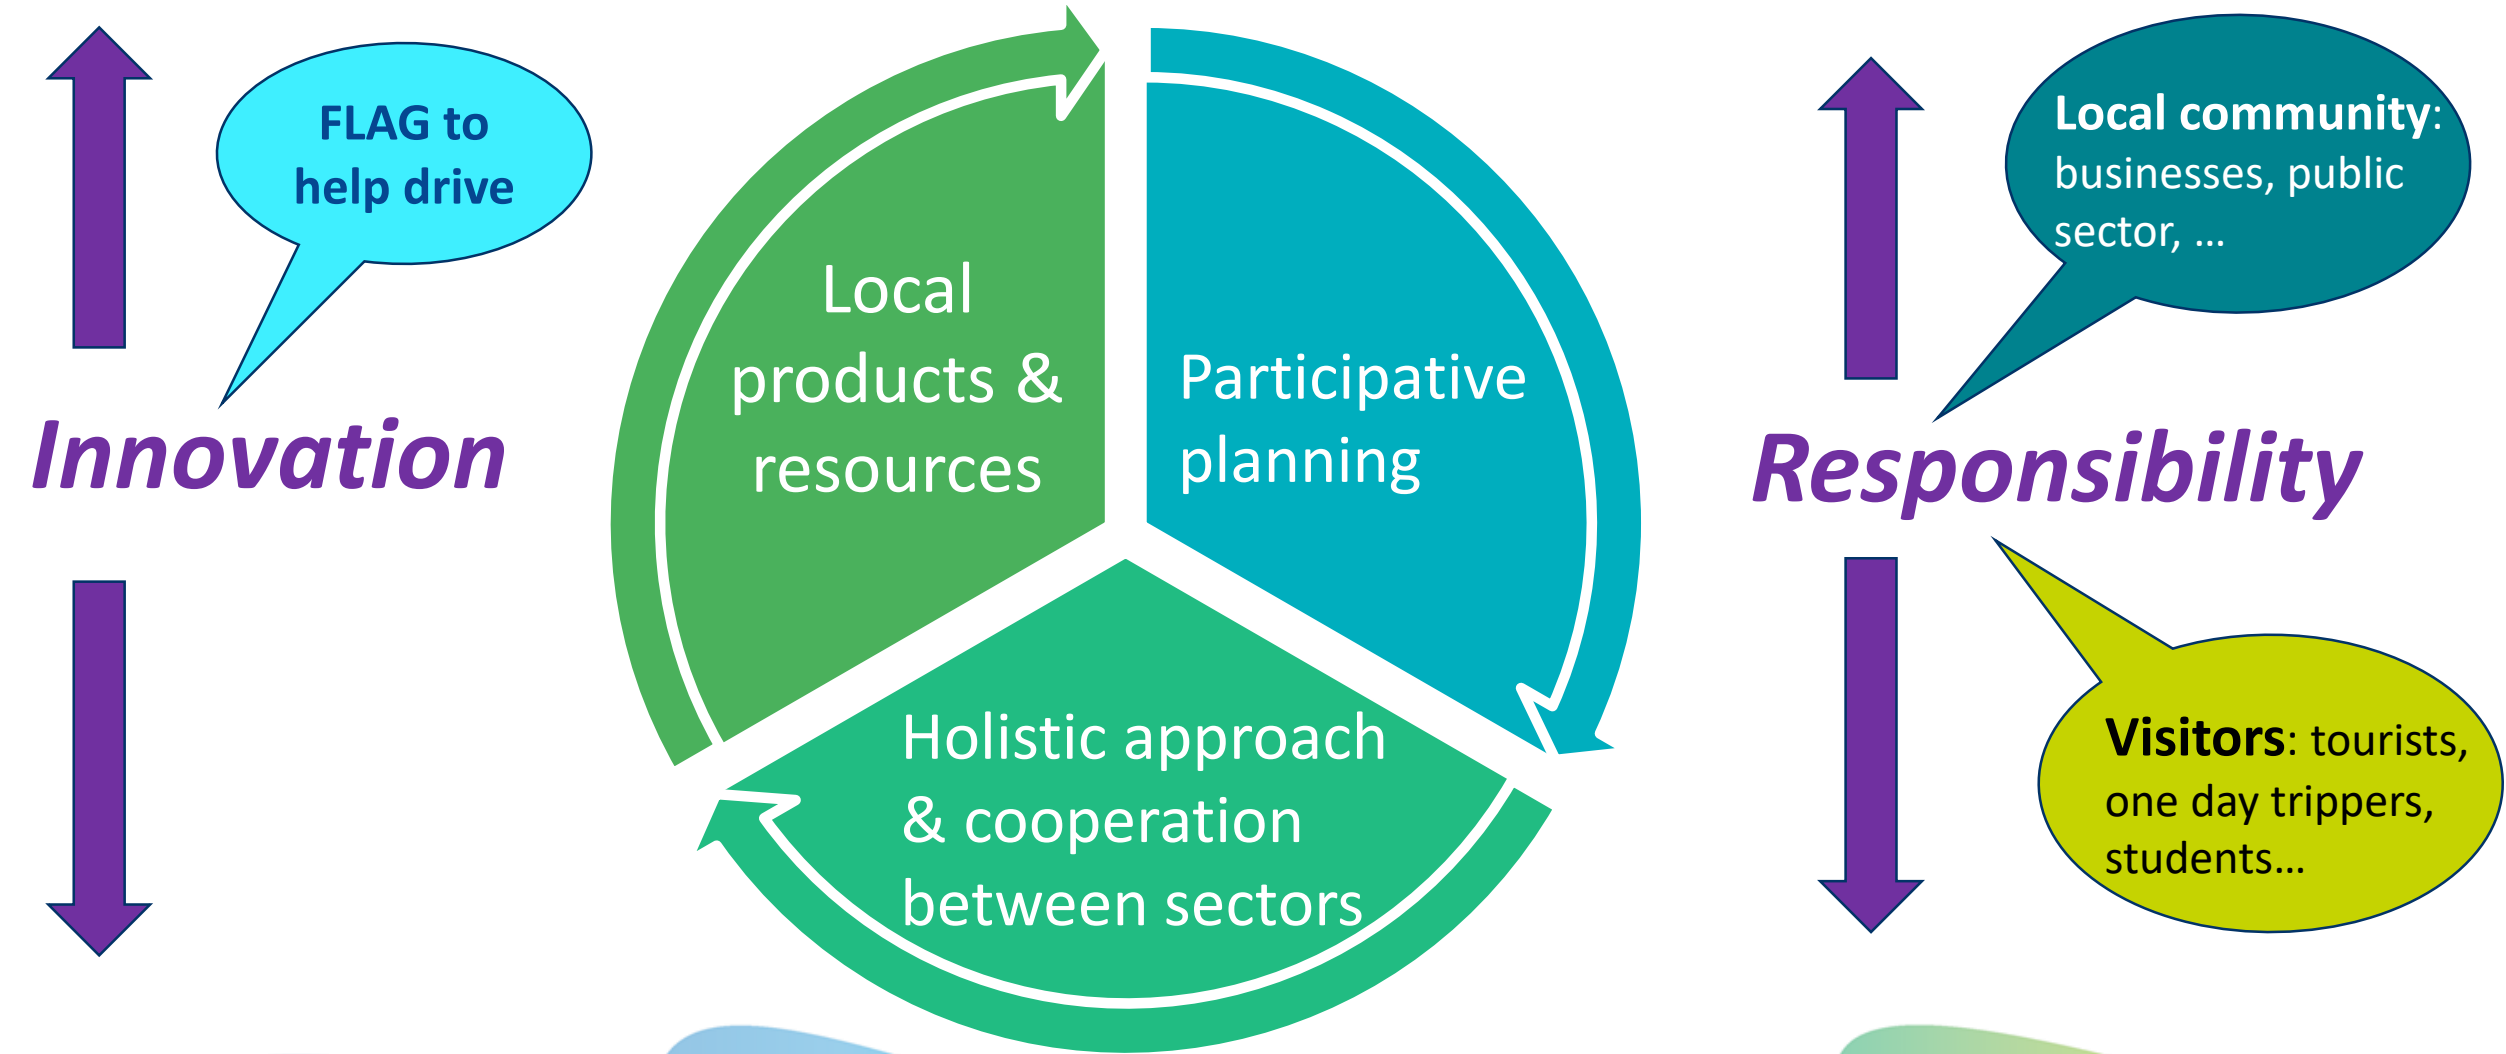 FLAG to
help drive
Innovation
Local
products &
resources
Participative
planning
Holistic approach
& cooperation
between sectors
Local community:
businesses, public
sector, ...
Responsibility
Visitors: tourists,
one day trippers,
students...